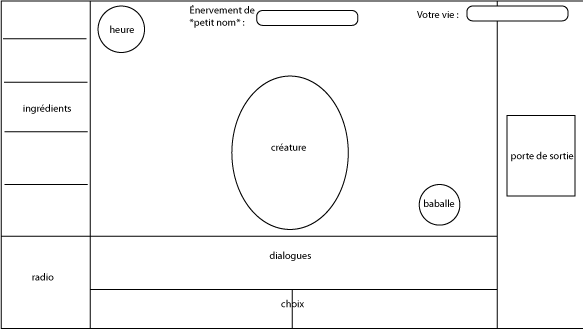 heure
Énervement de
*petit nom* :
Votre vie :
ingrédients
créature
porte de sortie
baballe
dialogues
radio
choix